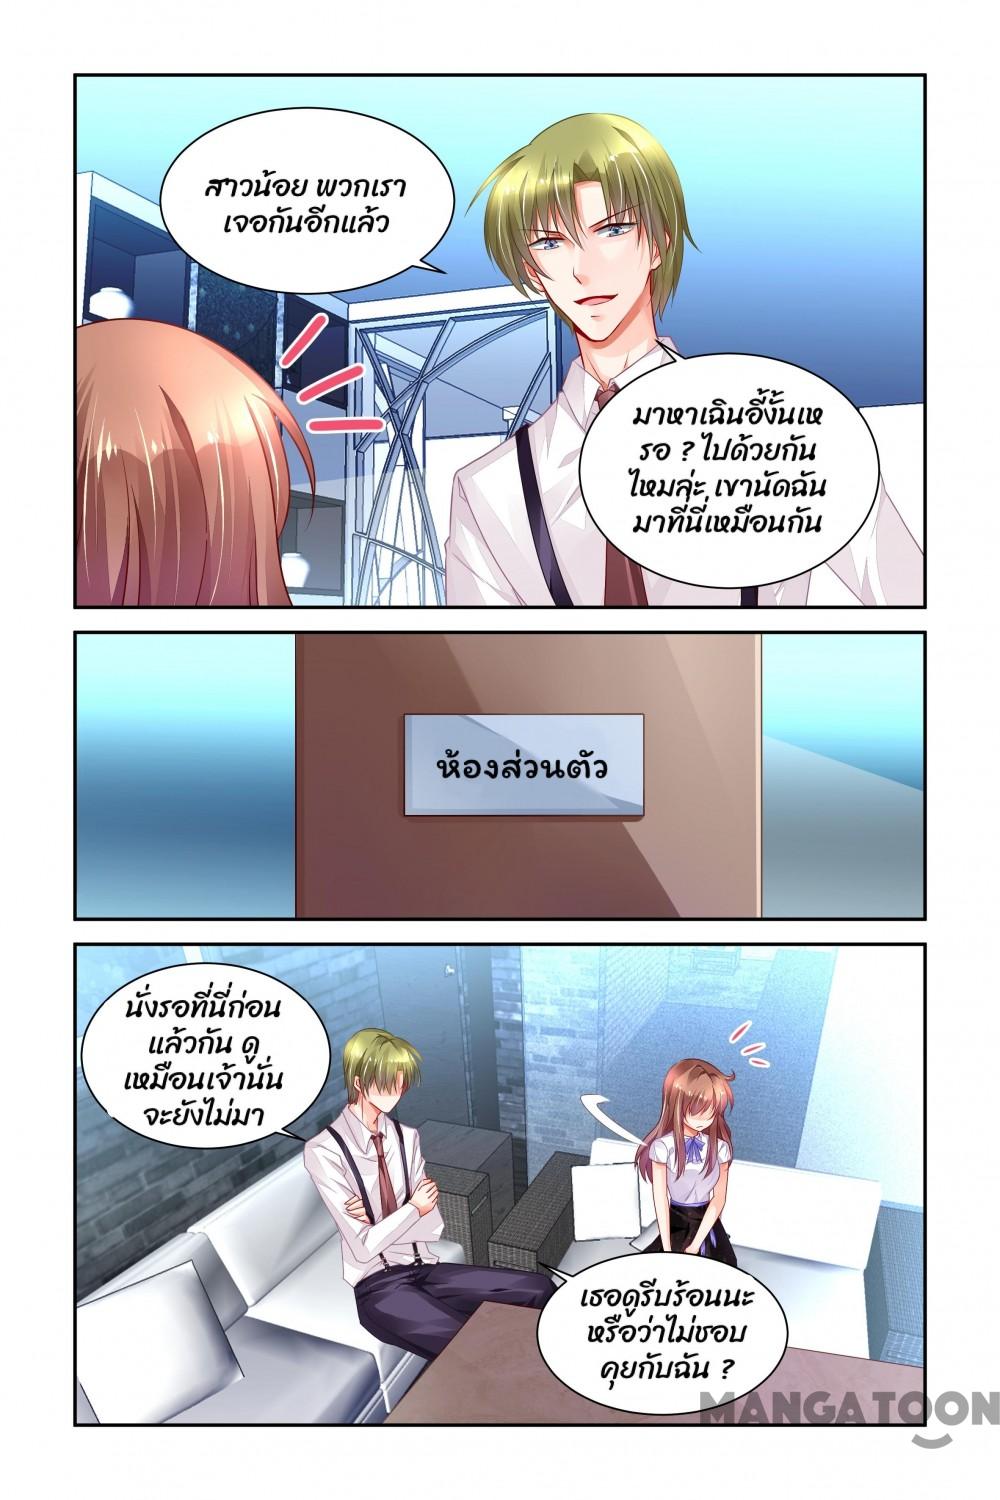 สาวน้อย พวกเรา
เจอกันอีกแล้ว
มาหาเฉินอี้งั้นเห
รอ ? ไปด้วยกัน
ไหมล่ะ เขานัดฉัน
มาที่นี่เหมือนกัน
ห้องส่วนตัว
นั่งรอที่นี่ก่อน
แล้วกัน ดู
เหมือนเจ้านั่น
จะยังไม่มา
เธอดูรีบร้อนนะ
หรือว่าไม่ชอบ
คุยกับฉัน ?
MANGATOON